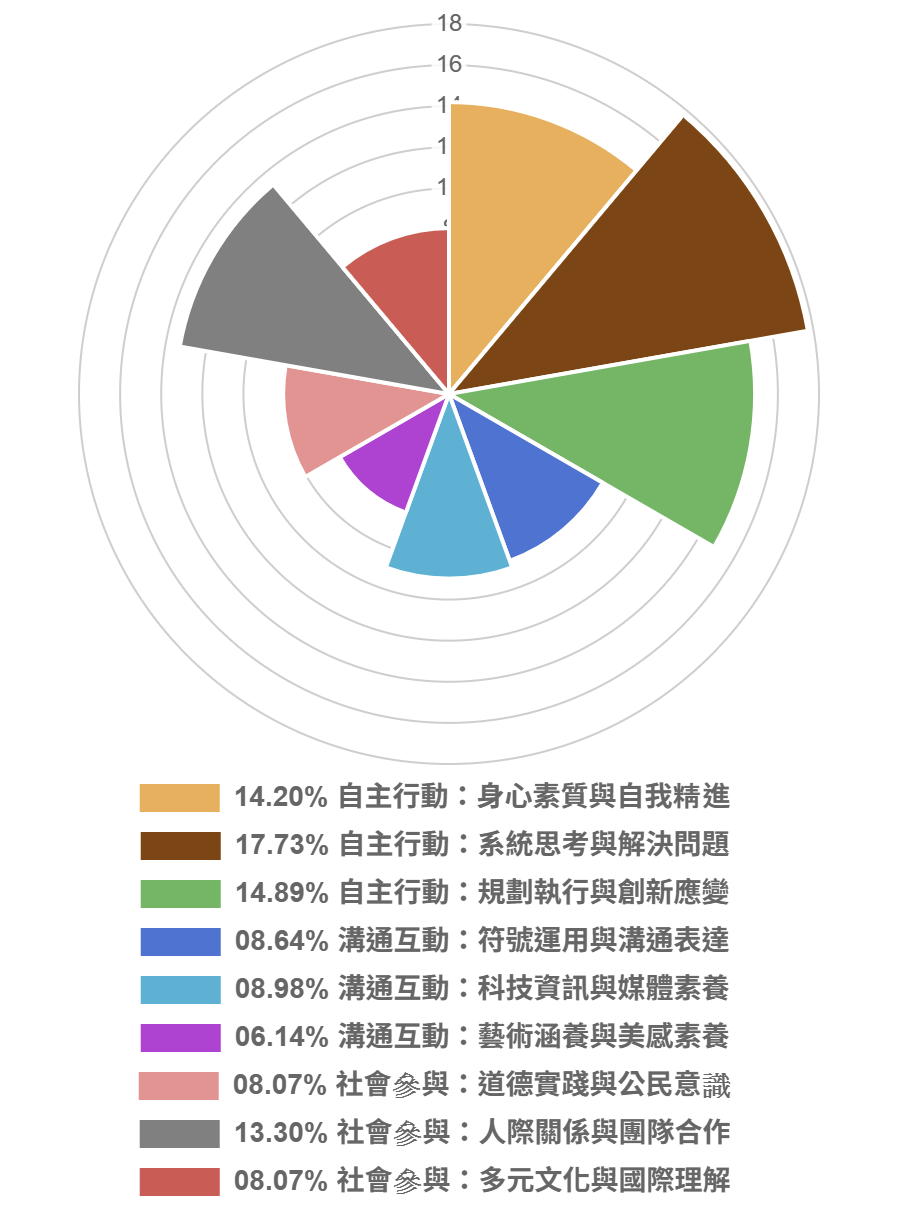 18
16
14.20% 自主行動：身心素質與自我精進
17.73% 自主行動：系統思考與解決問題
14.89% 自主行動：規劃執行與創新應變
08.64% 溝通互動：符號運用與溝通表達
08.98% 溝通互動：科技資訊與媒體素養
06.14% 溝通互動：藝術涵養與美感素養
08.07% 社會參與：道德實踐與公民意識
13.30% 社會參與：人際關係與團隊合作
08.07% 社會參與：多元文化與國際理解